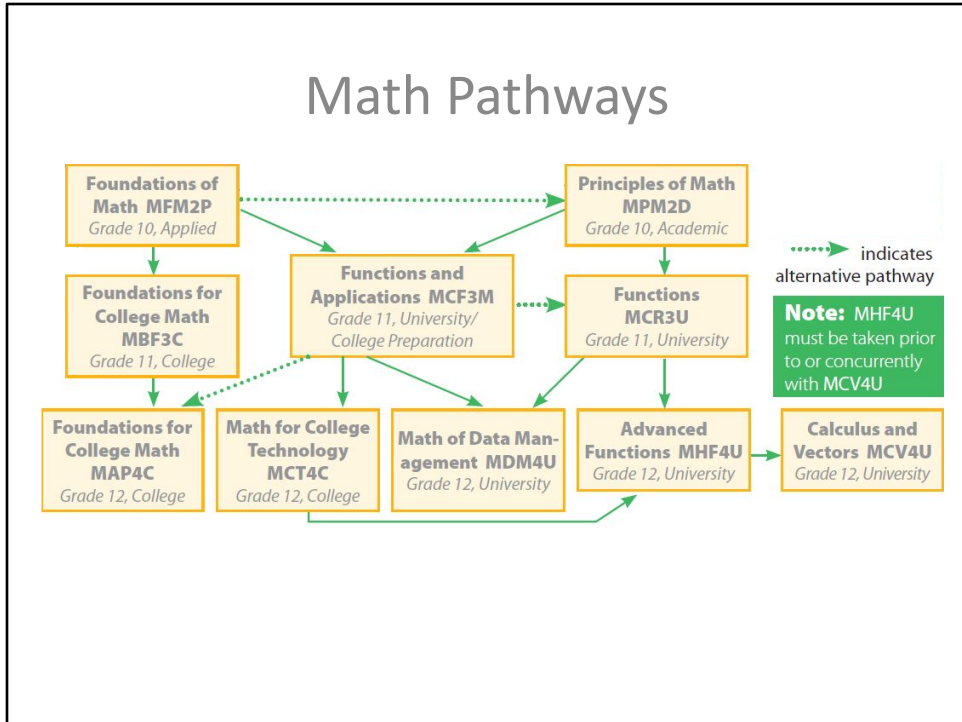 Math Pathways
Foundations of
Math MFM2P
Grade 10, Applied
Principles of Math
MPM2D
Grade 10, Academic
indicates
alternative pathway
Foundations for
College Math
MBF3C
Grade 11, College
Functions and
Applications MCF3M
Grade 11, University/
College Preparation
Functions
MCR3U
Grade 11, University
Note: MHF4U
must be taken prior
to or concurrently
with MCV4U
Foundations for
College Math
MAP4C
Grade 12, College
Math for College
Technology
MCT4C
Grade 12, College
Math of Data Man-
agement MDM4U
Grade 12, University
Advanced
Functions MHF4U
Grade 12, University
Calculus and
Vectors MCV4U
Grade 12, University